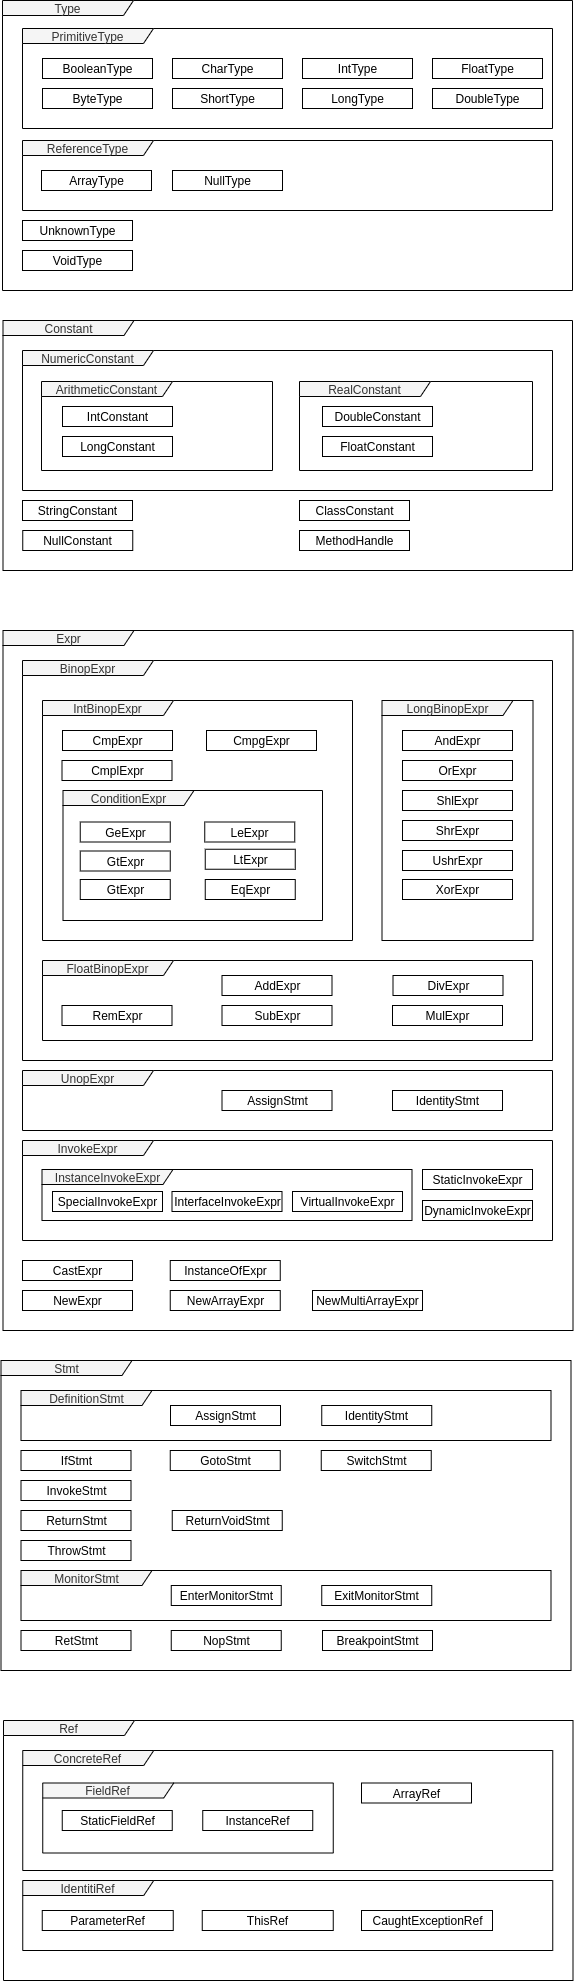 Type
PrimitiveType
BooleanType CharType IntType FloatType
ByteType ShortType LongType DoubleType
ReferenceType
ArrayType NullType
UnknownType
VoidType
Constant
NumericConstant
ArithmeticConstant RealConstant
IntConstant DoubleConstant
LongConstant FloatConstant
StringConstant ClassConstant
NullConstant MethodHandle
Expr
BinopExpr
IntBinopExpr LongBinopExpr
CmpExpr CmpgExpr AndExpr
CmplExpr OrExpr
ConditionExpr ShlExpr
GeExpr LeExpr ShrExpr
GtExpr LtExpr UshrExpr
GtExpr EqExpr XorExpr
FloatBinopExpr
AddExpr DivExpr
RemExpr SubExpr MulExpr
UnopExpr
AssignStmt IdentityStmt
InvokeExpr
InstanceInvokeExpr StaticInvokeExpr
SpecialInvokeExpr InterfaceInvokeExpr VirtualInvokeExpr
DynamicInvokeExpr
CastExpr InstanceOfExpr
NewExpr NewArrayExpr NewMultiArrayExpr
Stmt
DefinitionStmt
AssignStmt IdentityStmt
IfStmt GotoStmt SwitchStmt
InvokeStmt
ReturnStmt ReturnVoidStmt
ThrowStmt
MonitorStmt
EnterMonitorStmt ExitMonitorStmt
RetStmt NopStmt BreakpointStmt
Ref
ConcreteRef
FieldRef ArrayRef
StaticFieldRef InstanceRef
IdentitiRef
ParameterRef ThisRef CaughtExceptionRef